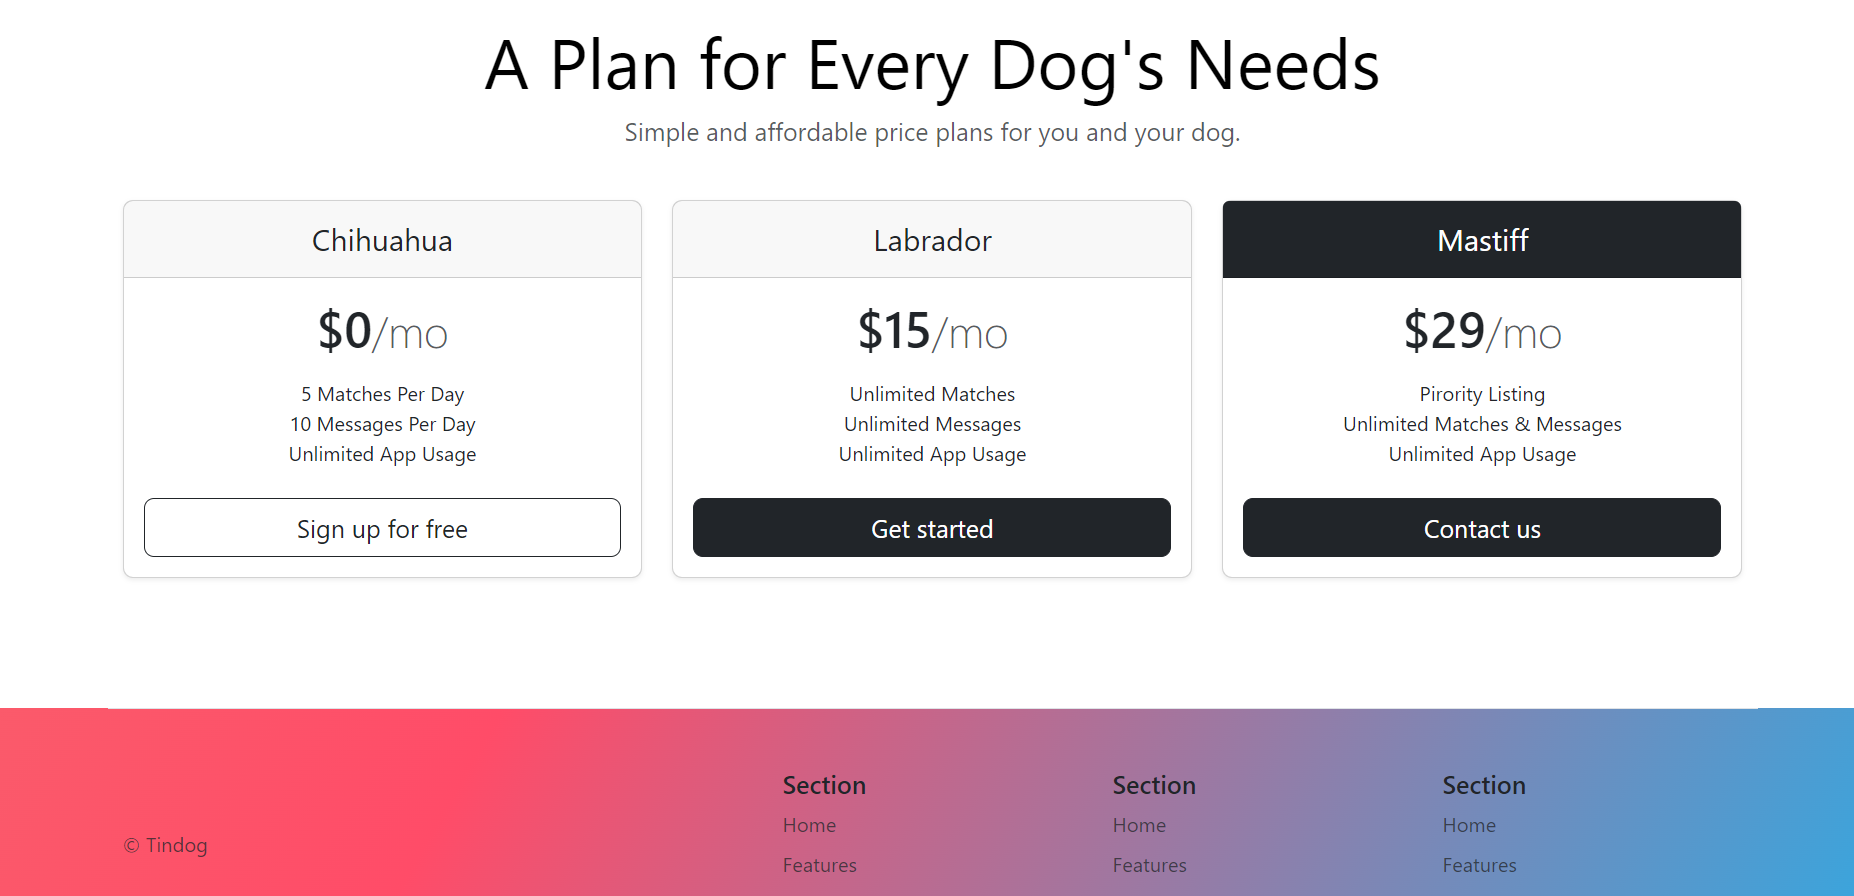 A Plan for Every Dog's Needs
Simple and affordable price plans for you and your dog.
Chihuahua
$0/mo
5 Matches Per Day
10 Messages Per Day
Unlimited App Usage
Sign up for free
Labrador
$15/mo
Unlimited Matches
Unlimited Messages
Unlimited App Usage
Get started
Mastiff
$29/mo
Pirority Listing
Unlimited Matches & Messages
Unlimited App Usage
Contact us
© Tindog
Section
Home
Features
Section
Home
Features
Section
Home
Features